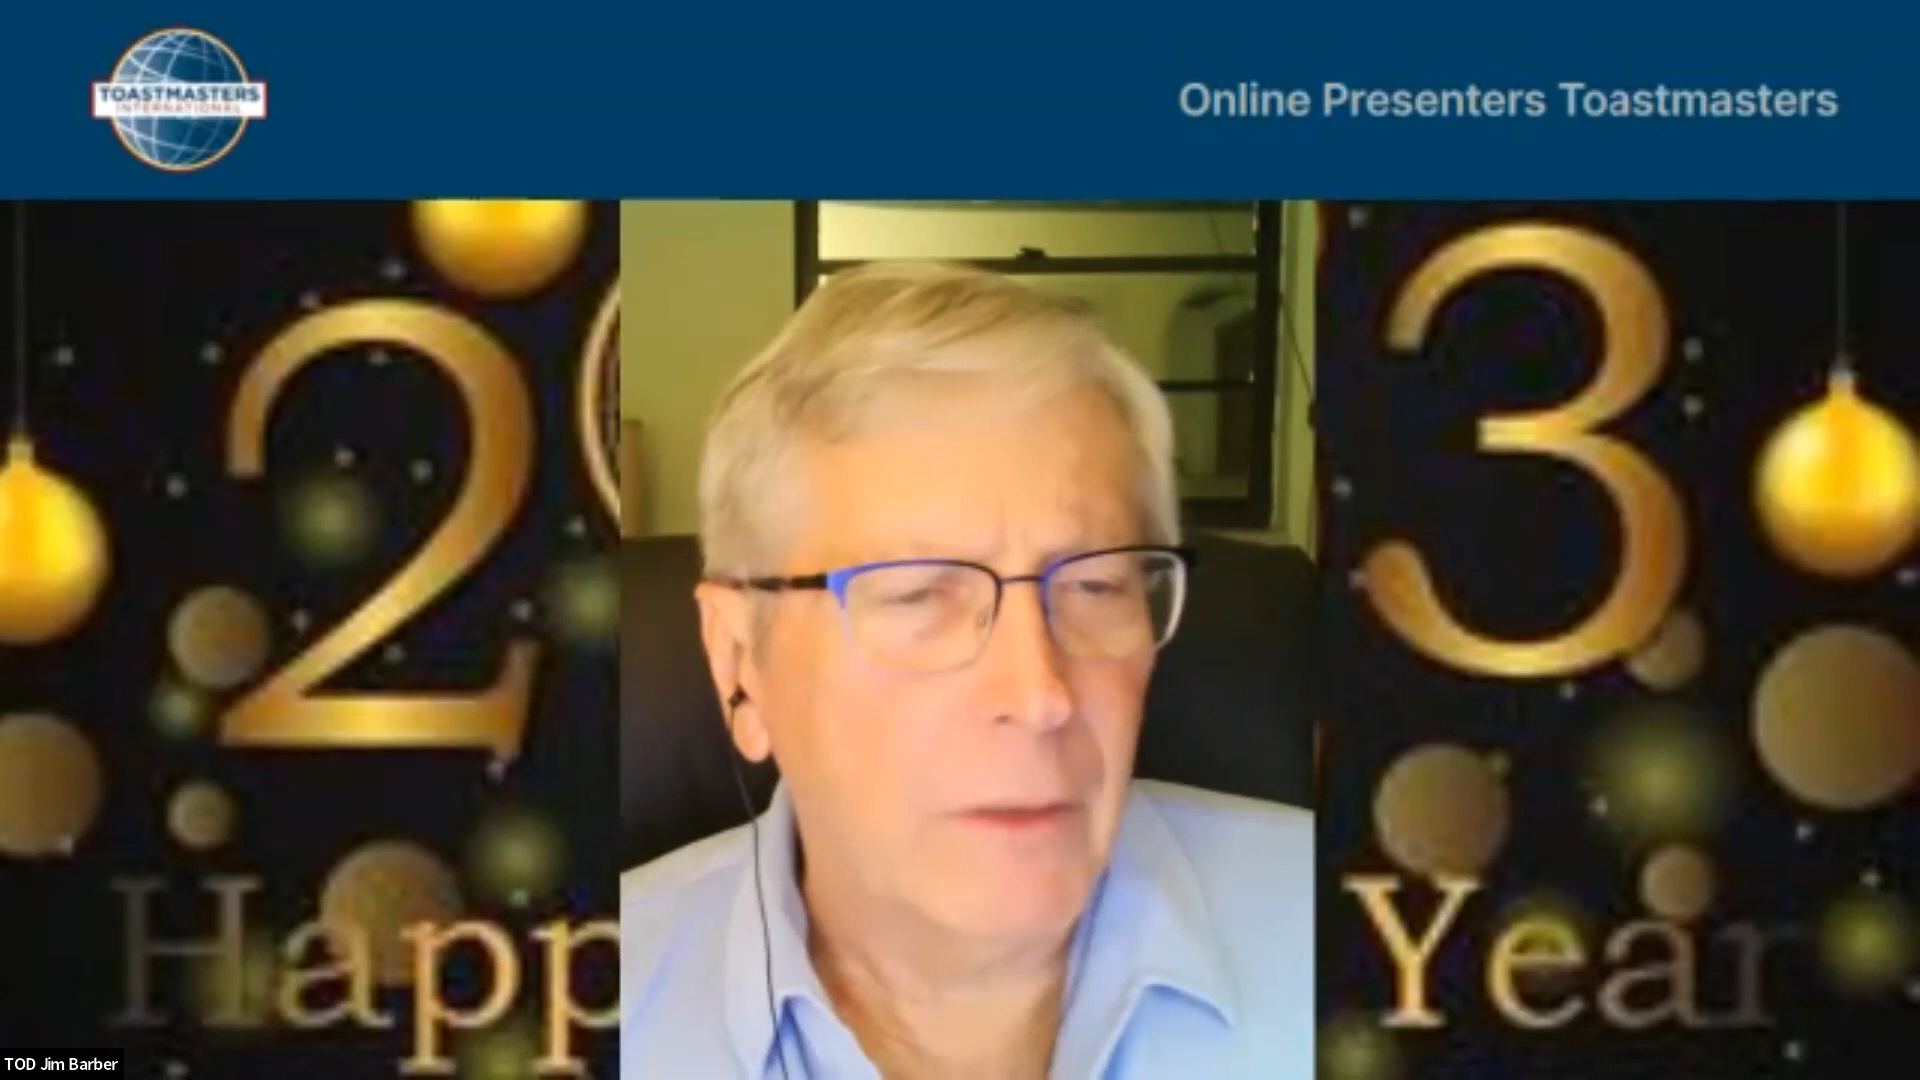 TOASTMASTERS
INTERNATIONAL
Online Presenters Toastmasters
2 3
Happ Year
TOD Jim Barber